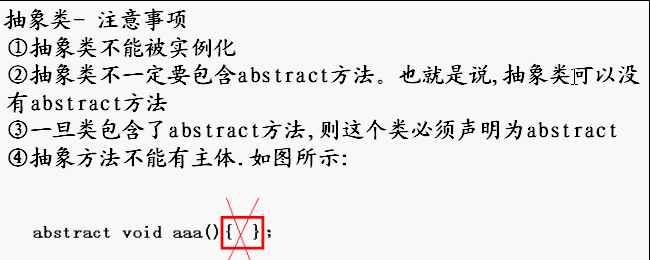 抽象类- 注意事项
①抽象类不能被实例化
②抽象类不一定要包含abstract方法。也就是说,抽象类可以没
有abstract方法
③一旦类包含了abstract方法,则这个类必须声明为abstract
④抽象方法不能有主体.如图所示:
abstract void aaa(){ };